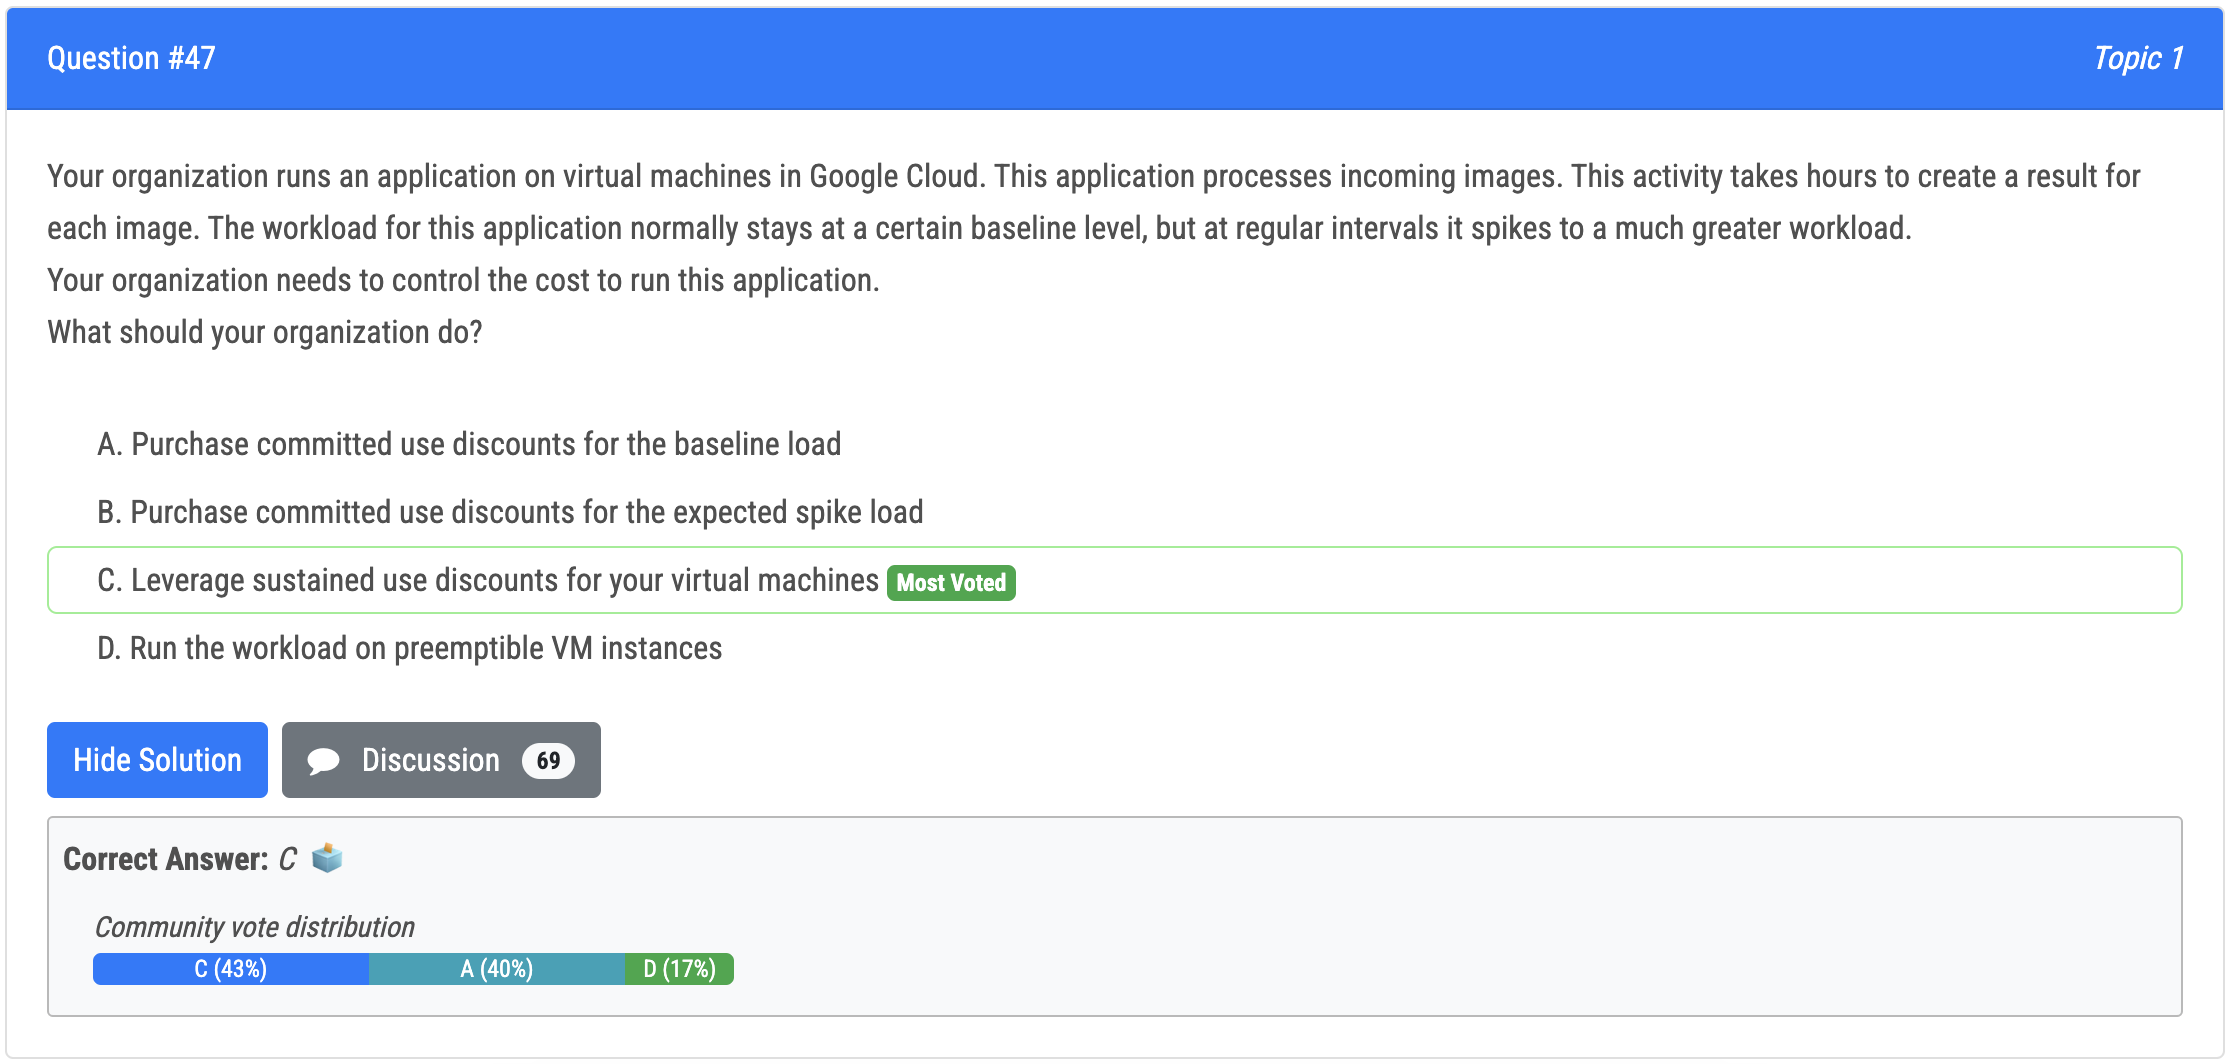 Question #47
Topic 1
Your organization runs an application on virtual machines in Google Cloud. This application processes incoming images. This activity takes hours to create a result for
each image. The workload for this application normally stays at a certain baseline level, but at regular intervals it spikes to a much greater workload.
Your organization needs to control the cost to run this application.
What should your organization do?
A. Purchase committed use discounts for the baseline load
B. Purchase committed use discounts for the expected spike load
C. Leverage sustained use discounts for your virtual machines Most Voted
D. Run the workload on preemptible VM instances
Hide Solution
Discussion 69
Correct Answer: C
Community vote distribution
C (43%) A (40%) D (17%)